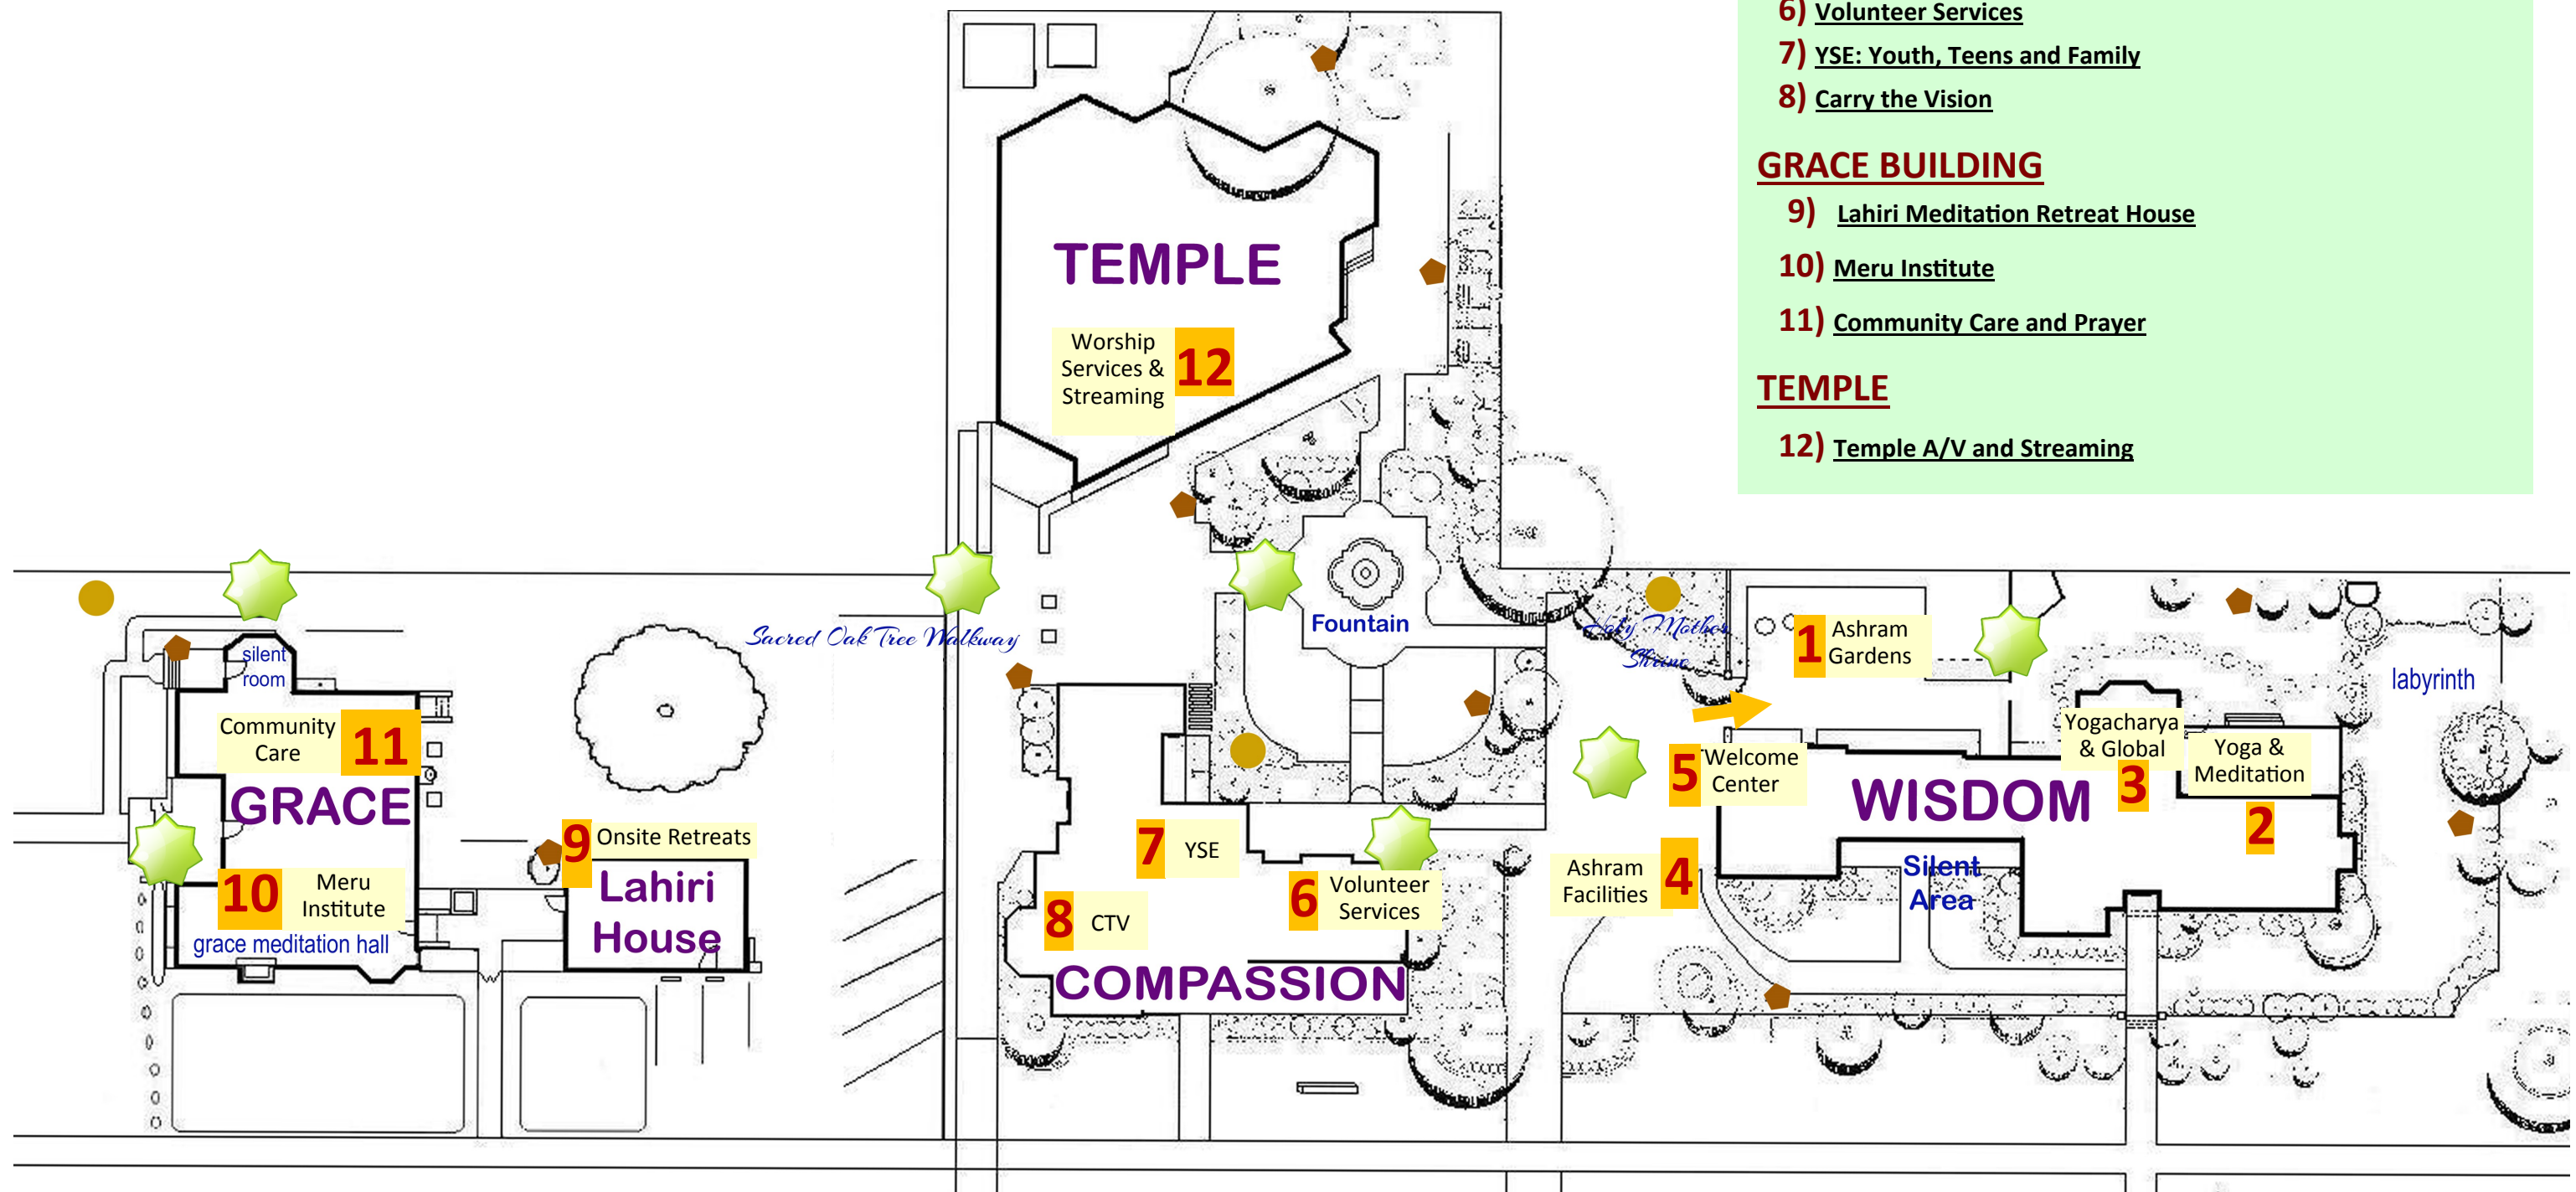 6) Volunteer Services
7) YSE: Youth, Teens and Family
8) Carry the Vision
GRACE BUILDING
9) Lahiri Meditation Retreat House
10) Meru Institute
11) Community Care and Prayer
TEMPLE
12) Temple A/V and Streaming
TEMPLE
Worship
Services &
Streaming
12
Fountain
Sacred Oak Tree Walkway
Holy Mother
Shrine
1
Ashram
Gardens
labyrinth
silent
room
Community
Care
11
GRACE
10
Meru
Institute
grace meditation hall
9
Onsite Retreats
Lahiri
House
7
YSE
8
CTV
6
Volunteer
Services
COMPASSION
5
Welcome
Center
Ashram
Facilities
4
WISDOM
Yogacharya
& Global
3
Yoga &
Meditation
2
Silent
Area